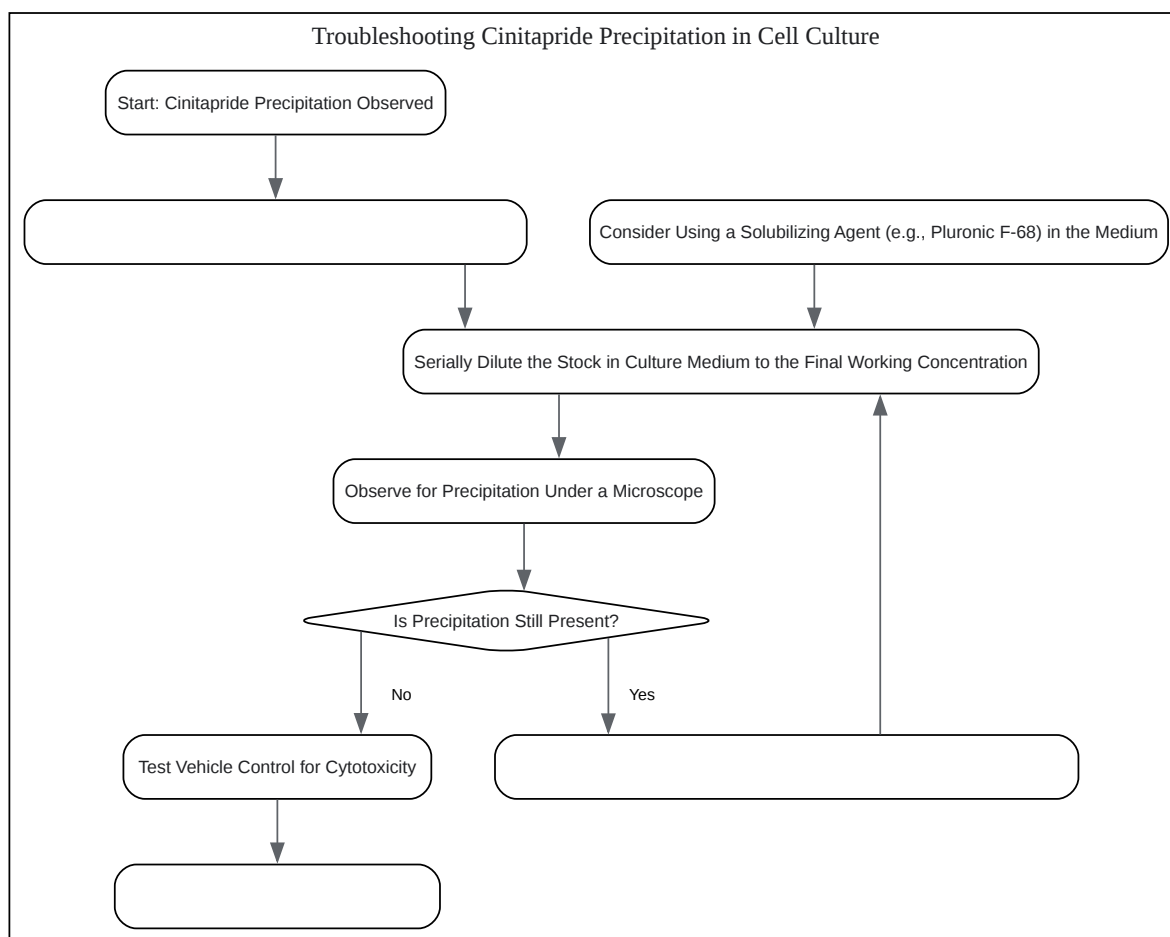 Troubleshooting Cinitapride Precipitation in Cell Culture
Start: Cinitapride Precipitation Observed
Consider Using a Solubilizing Agent (e.g., Pluronic F-68) in the Medium
Serially Dilute the Stock in Culture Medium to the Final Working Concentration
Observe for Precipitation Under a Microscope
Is Precipitation Still Present?
No
Yes
Test Vehicle Control for Cytotoxicity